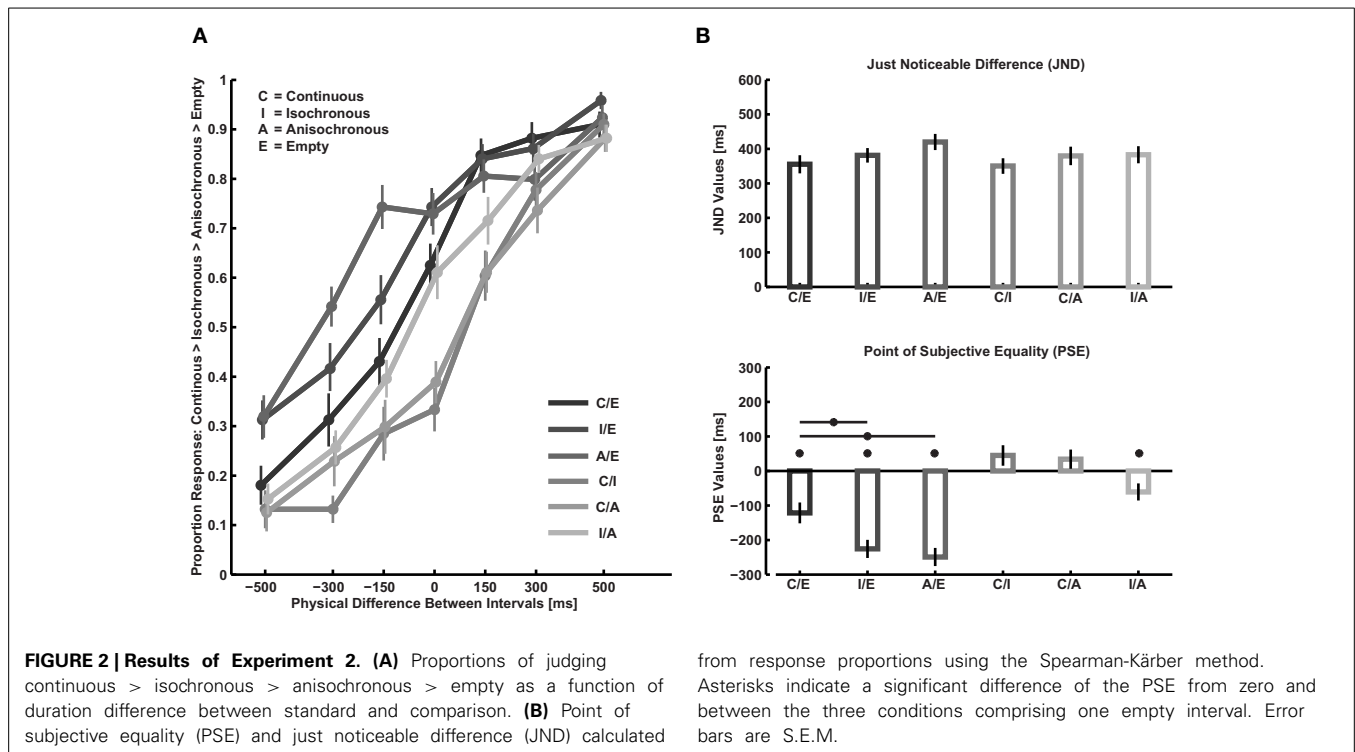 A
Proportion Response: Continous > Isochronous > Anisochronous > Empty
1
0.9
0.8
0.7
0.6
0.5
0.4
0.3
0.2
0.1
0
C = Continuous
I = Isochronous
A = Anisochronous
E = Empty
C/E
I/E
A/E
C/I
C/A
I/A
−500 −300 −150 0 150 300 500
Physical Difference Between Intervals [ms]
B
Just Noticeable Difference (JND)
JND Values [ms]
600
500
400
300
200
100
0
C/E I/E A/E C/I C/A I/A
Point of Subjective Equality (PSE)
PSE Values [ms]
300
200
100
0
−100
−200
−300
C/E I/E A/E C/I C/A I/A
FIGURE 2 | Results of Experiment 2. (A) Proportions of judging
continuous > isochronous > anisochronous > empty as a function of
duration difference between standard and comparison. (B) Point of
subjective equality (PSE) and just noticeable difference (JND) calculated
from response proportions using the Spearman-Kärber method.
Asterisks indicate a significant difference of the PSE from zero and
between the three conditions comprising one empty interval. Error
bars are S.E.M.